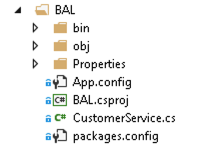 BAL
bin
obj
Properties
App.config
C# BAL.csproj
C# CustomerService.cs
packages.config